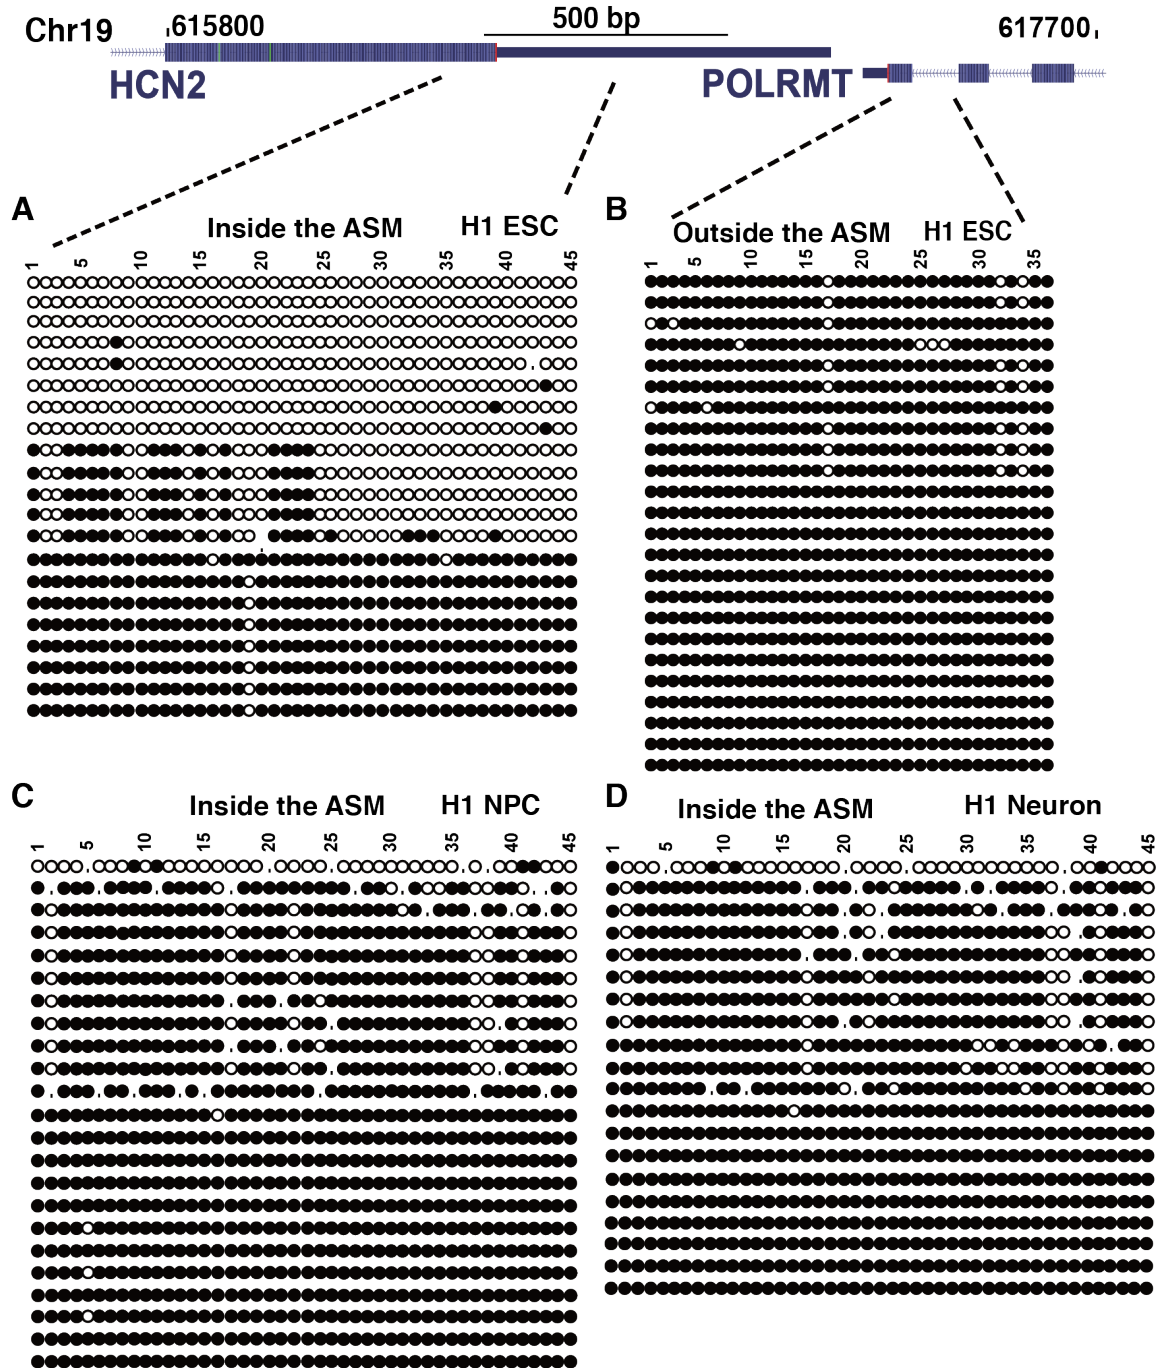 Chr19 615800 500 bp 617700
HCN2 POLRMT
A Inside the ASM H1 ESC
1 5 10 15 20 25 30 35 40 45
B Outside the ASM H1 ESC
1 5 10 15 20 25 30 35
C Inside the ASM H1 NPC
1 5 10 15 20 25 30 35 40 45
D Inside the ASM H1 Neuron
1 5 10 15 20 25 30 35 40 45